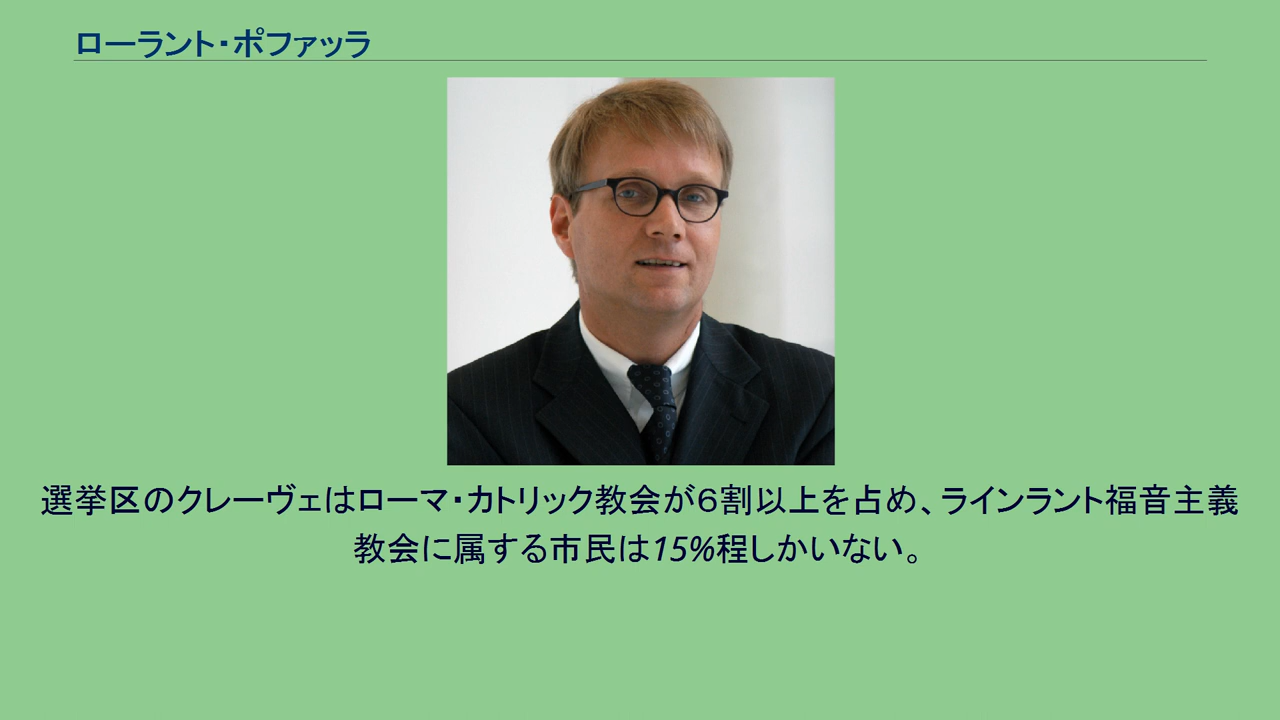 ローラント・ポファッラ
選挙区のクレーヴェはローマ・カトリック教会が６割以上を占め、ラインラント福音主義
教会に属する市民は15%程しかいない。